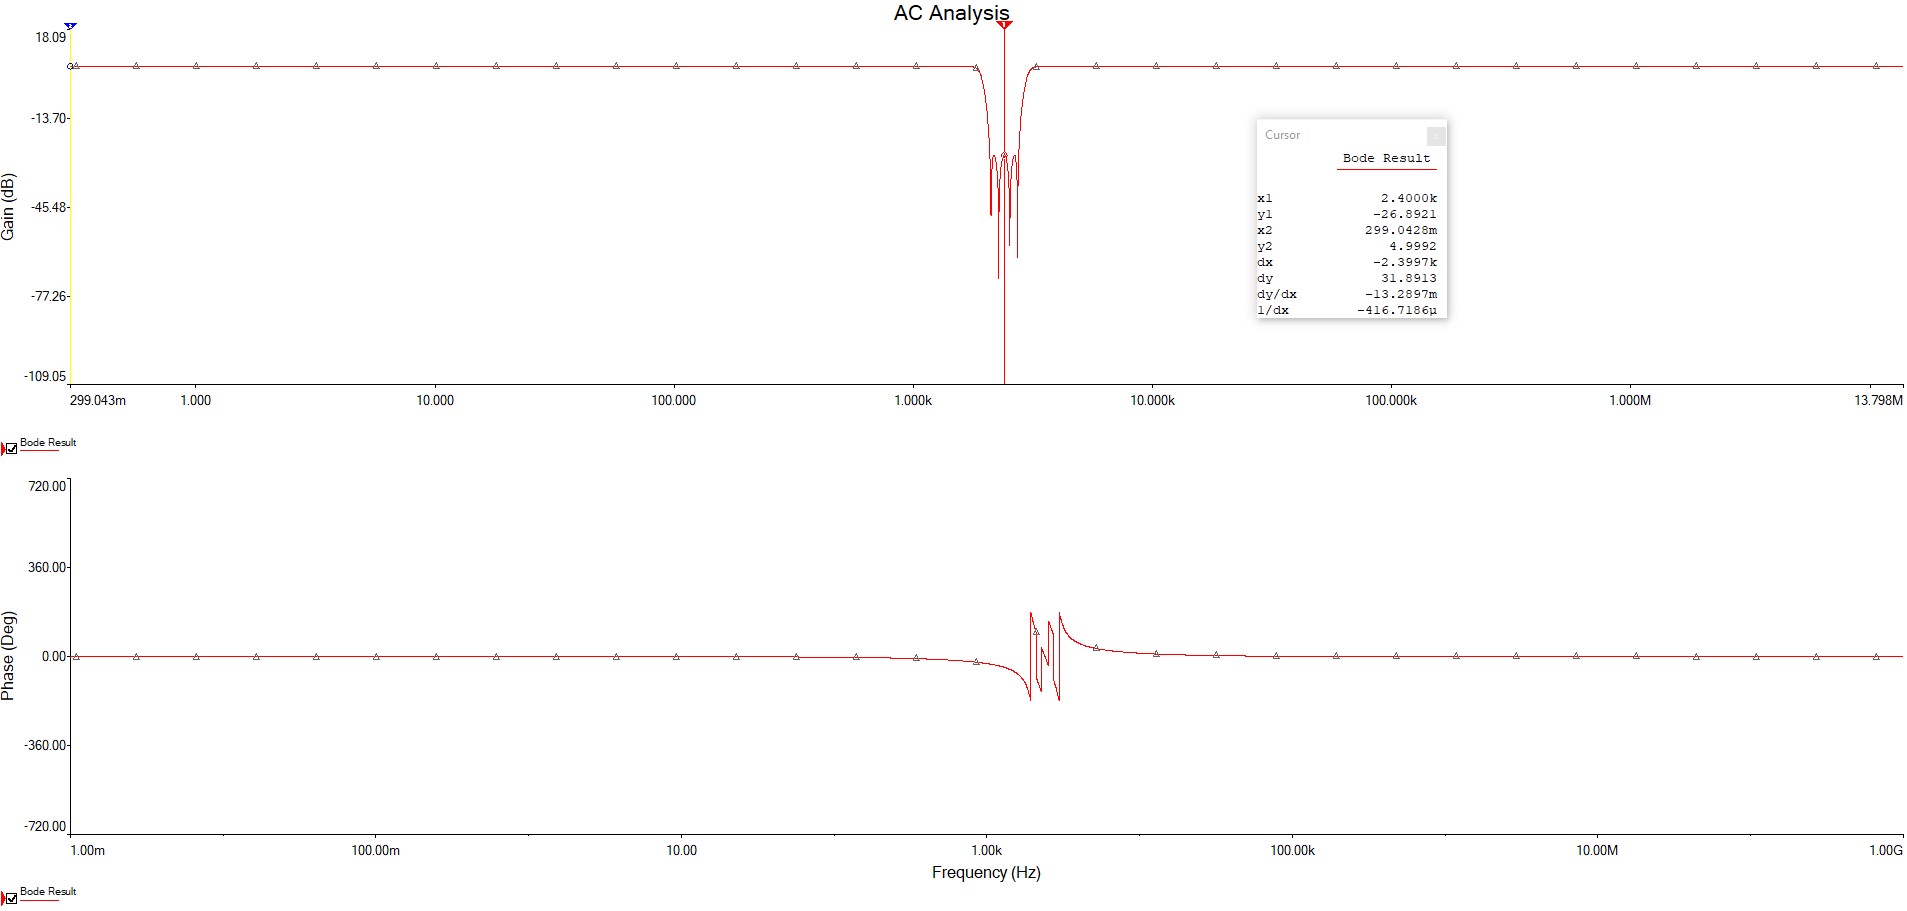 AC Analysis
18.09
-13.70
-45.48
-77.26
-109.05
Gain (dB)
299.043m 1.000 10.000 100.000 1.000k 10.000k 100.000k 1.000M 13.798M
Cursor
Bode Result
x1 2.4000k
y1 -26.8921
x2 299.0428m
y2 4.9992
dx -2.3997k
dy 31.8913
dy/dx -13.2897m
1/dx -416.7186µ
Bode Result
720.00
360.00
0.00
-360.00
-720.00
Phase (Deg)
1.00m 100.00m 10.00 1.00k 100.00k 10.00M 1.00G
Frequency (Hz)
Bode Result